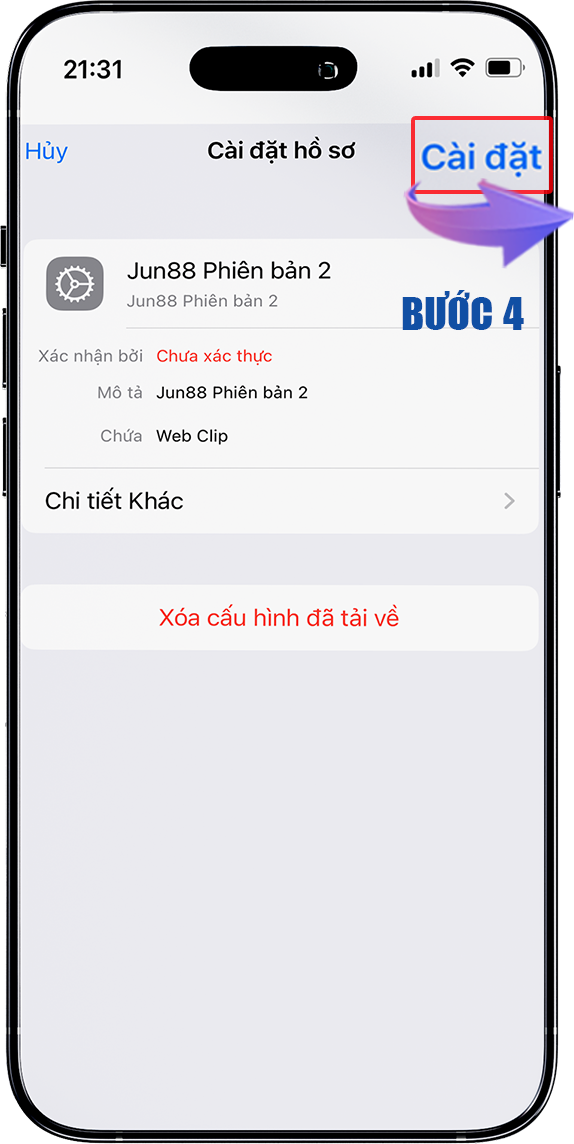 21:31
Hủy
Cài đặt hồ sơ
Cài đặt
Jun88 Phiên bản 2
Jun88 Phiên bản 2
BƯỚC 4
Xác nhận bởi Chưa xác thực
Mô tả Jun88 Phiên bản 2
Chứa Web Clip
Chi tiết Khác
Xóa cấu hình đã tải về